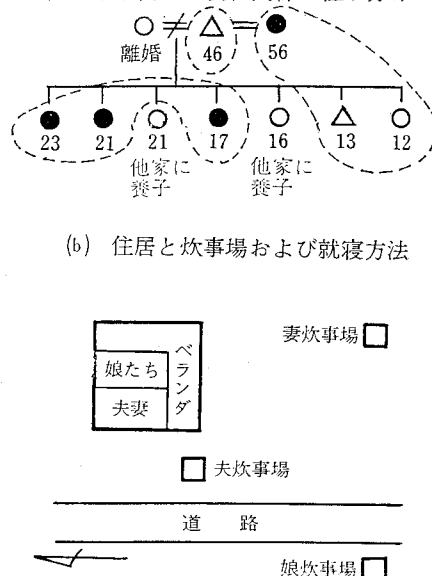 離婚 46 56
23 21 21 17 16 13 12
他家に 他家に
養子 養子
(b) 住居と炊事場および就寝方法
妻炊事場
ベランダ
娘たち
夫妻
夫炊事場
道 路
娘炊事場